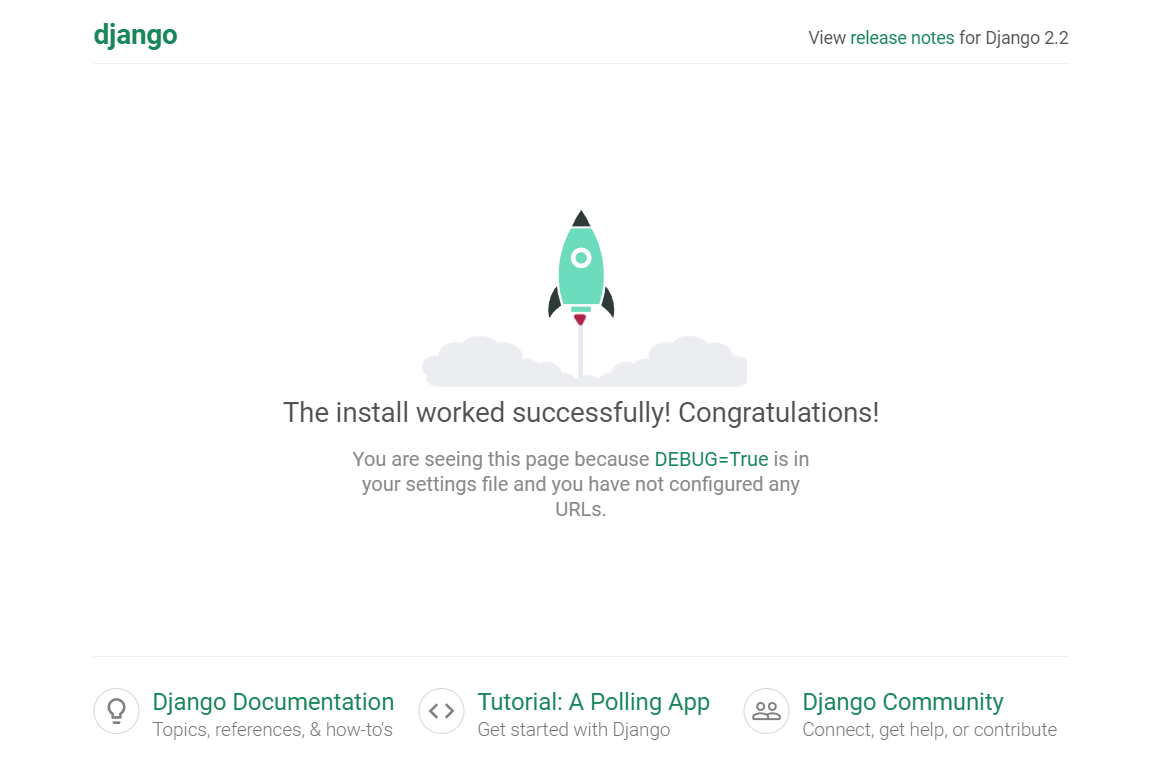 django
View release notes for Django 2.2
The install worked successfully! Congratulations!
You are seeing this page because DEBUG=True is in
your settings file and you have not configured any
URLs.
Django Documentation
Topics, references, & how-to's
Tutorial: A Polling App
Get started with Django
Django Community
Connect, get help, or contribute